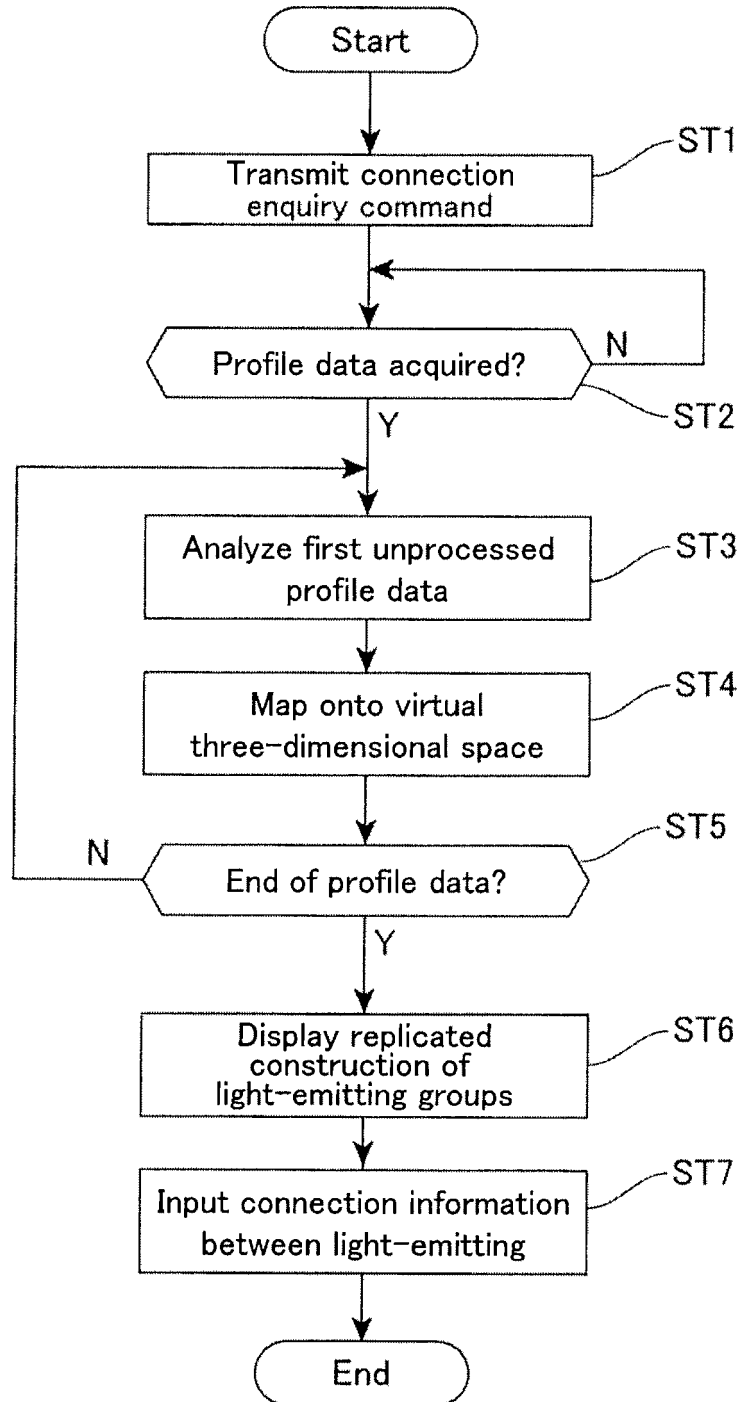 Start
ST1
Transmit connection
enquiry command
Profile data acquired?
N
ST2
Y
Analyze first unprocessed
profile data
ST3
Map onto virtual
three-dimensional space
ST4
End of profile data?
N
ST5
Y
Display replicated
construction of
light-emitting groups
ST6
Input connection information
between light-emitting
ST7
End